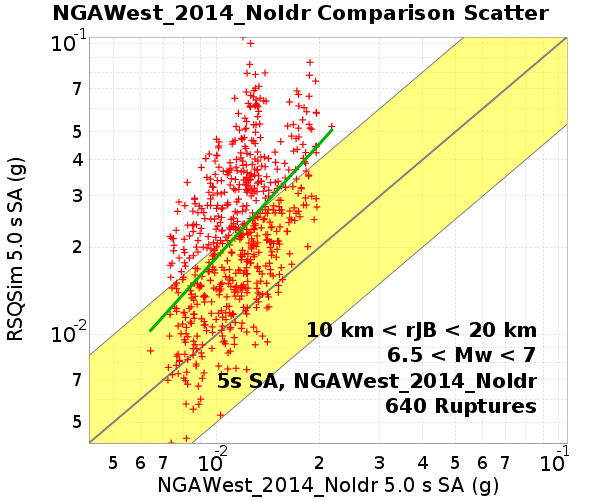 NGAWest_2014_NoIdr Comparison Scatter
RSQSim 5.0 s SA (g)
10⁻¹
7
5
4
3
2
10⁻²
7
5
10 km < rJB < 20 km
6.5 < Mw < 7
5s SA, NGAWest_2014_NoIdr
640 Ruptures
5 6 7 10⁻² 2 3 4 5 6 7 10⁻¹
NGAWest_2014_NoIdr 5.0 s SA (g)